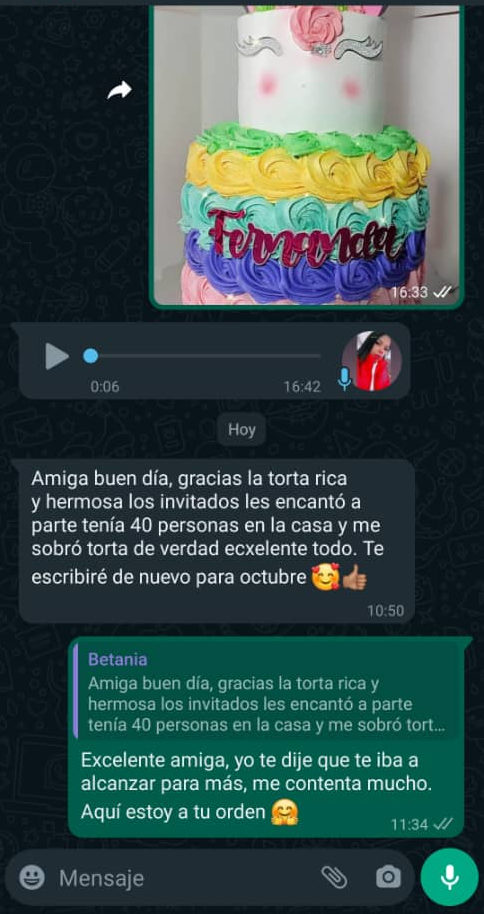 Fernanda
16:33
0:06
16:42
Hoy
Amiga buen día, gracias la torta rica
y hermosa los invitados les encantó a
parte tenía 40 personas en la casa y me
sobró torta de verdad ecxelente todo. Te
escribiré de nuevo para octubre 🥰👍🏽
10:50
Betania
Amiga buen día, gracias la torta rica y
hermosa los invitados les encantó a parte
tenía 40 personas en la casa y me sobró tort...
Excelente amiga, yo te dije que te iba a
alcanzar para más, me contenta mucho.
Aquí estoy a tu orden 🤗
11:34
Mensaje